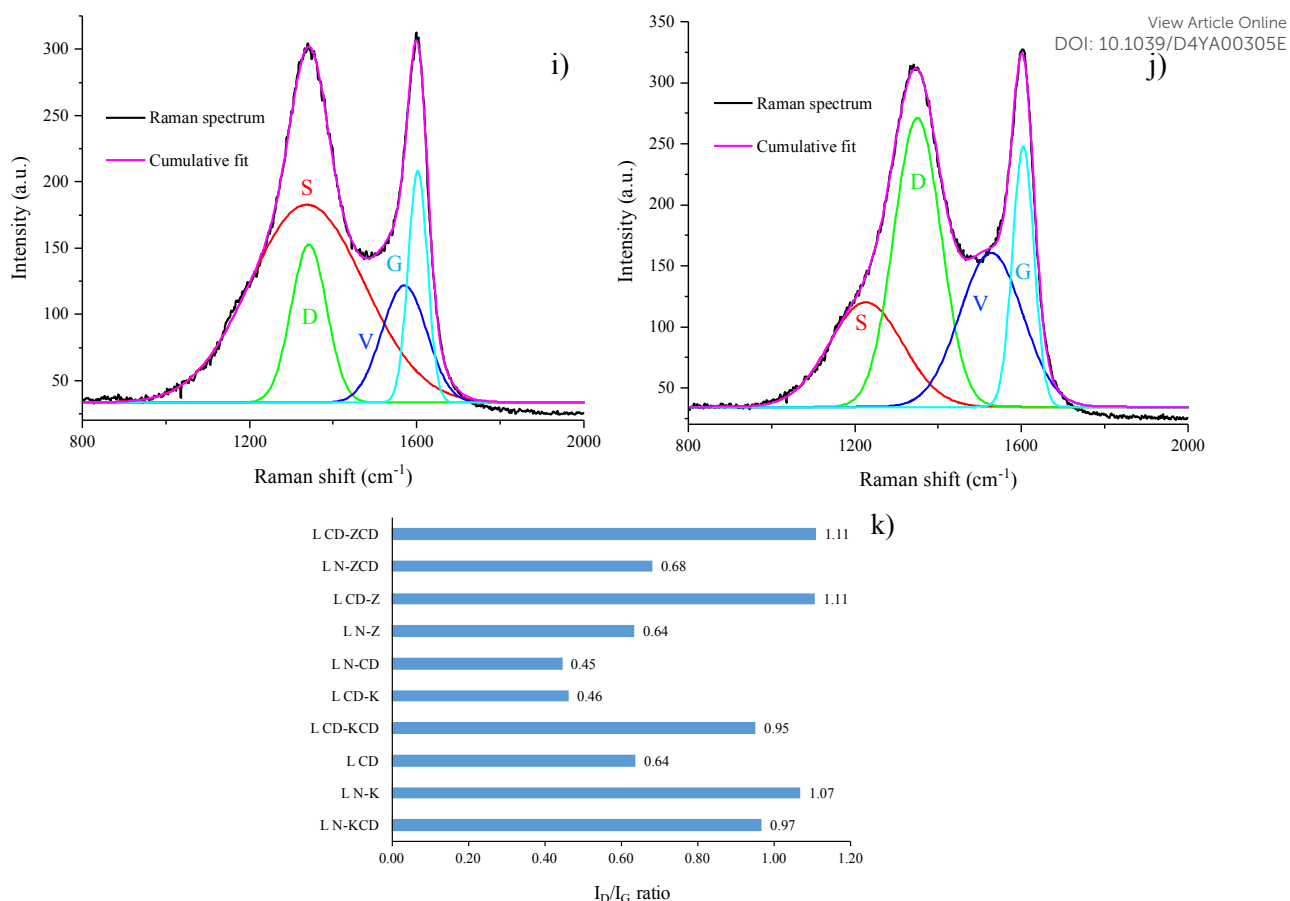 View Article Online
DOI: 10.1039/D4YA00305E
i)
300
250
200
150
100
50
Intensity (a.u.)
Raman spectrum
Cumulative fit
S
D
V
G
800
1200
1600
2000
Raman shift (cm⁻¹)
j)
350
300
250
200
150
100
50
Intensity (a.u.)
Raman spectrum
Cumulative fit
S
D
V
G
800
1200
1600
2000
Raman shift (cm⁻¹)
k)
L CD-ZCD 1.11
L N-ZCD 0.68
L CD-Z 1.11
L N-Z 0.64
L N-CD 0.45
L CD-K 0.46
L CD-KCD 0.95
L CD 0.64
L N-K 1.07
L N-KCD 0.97
0.00 0.20 0.40 0.60 0.80 1.00 1.20
I_D/I_G ratio